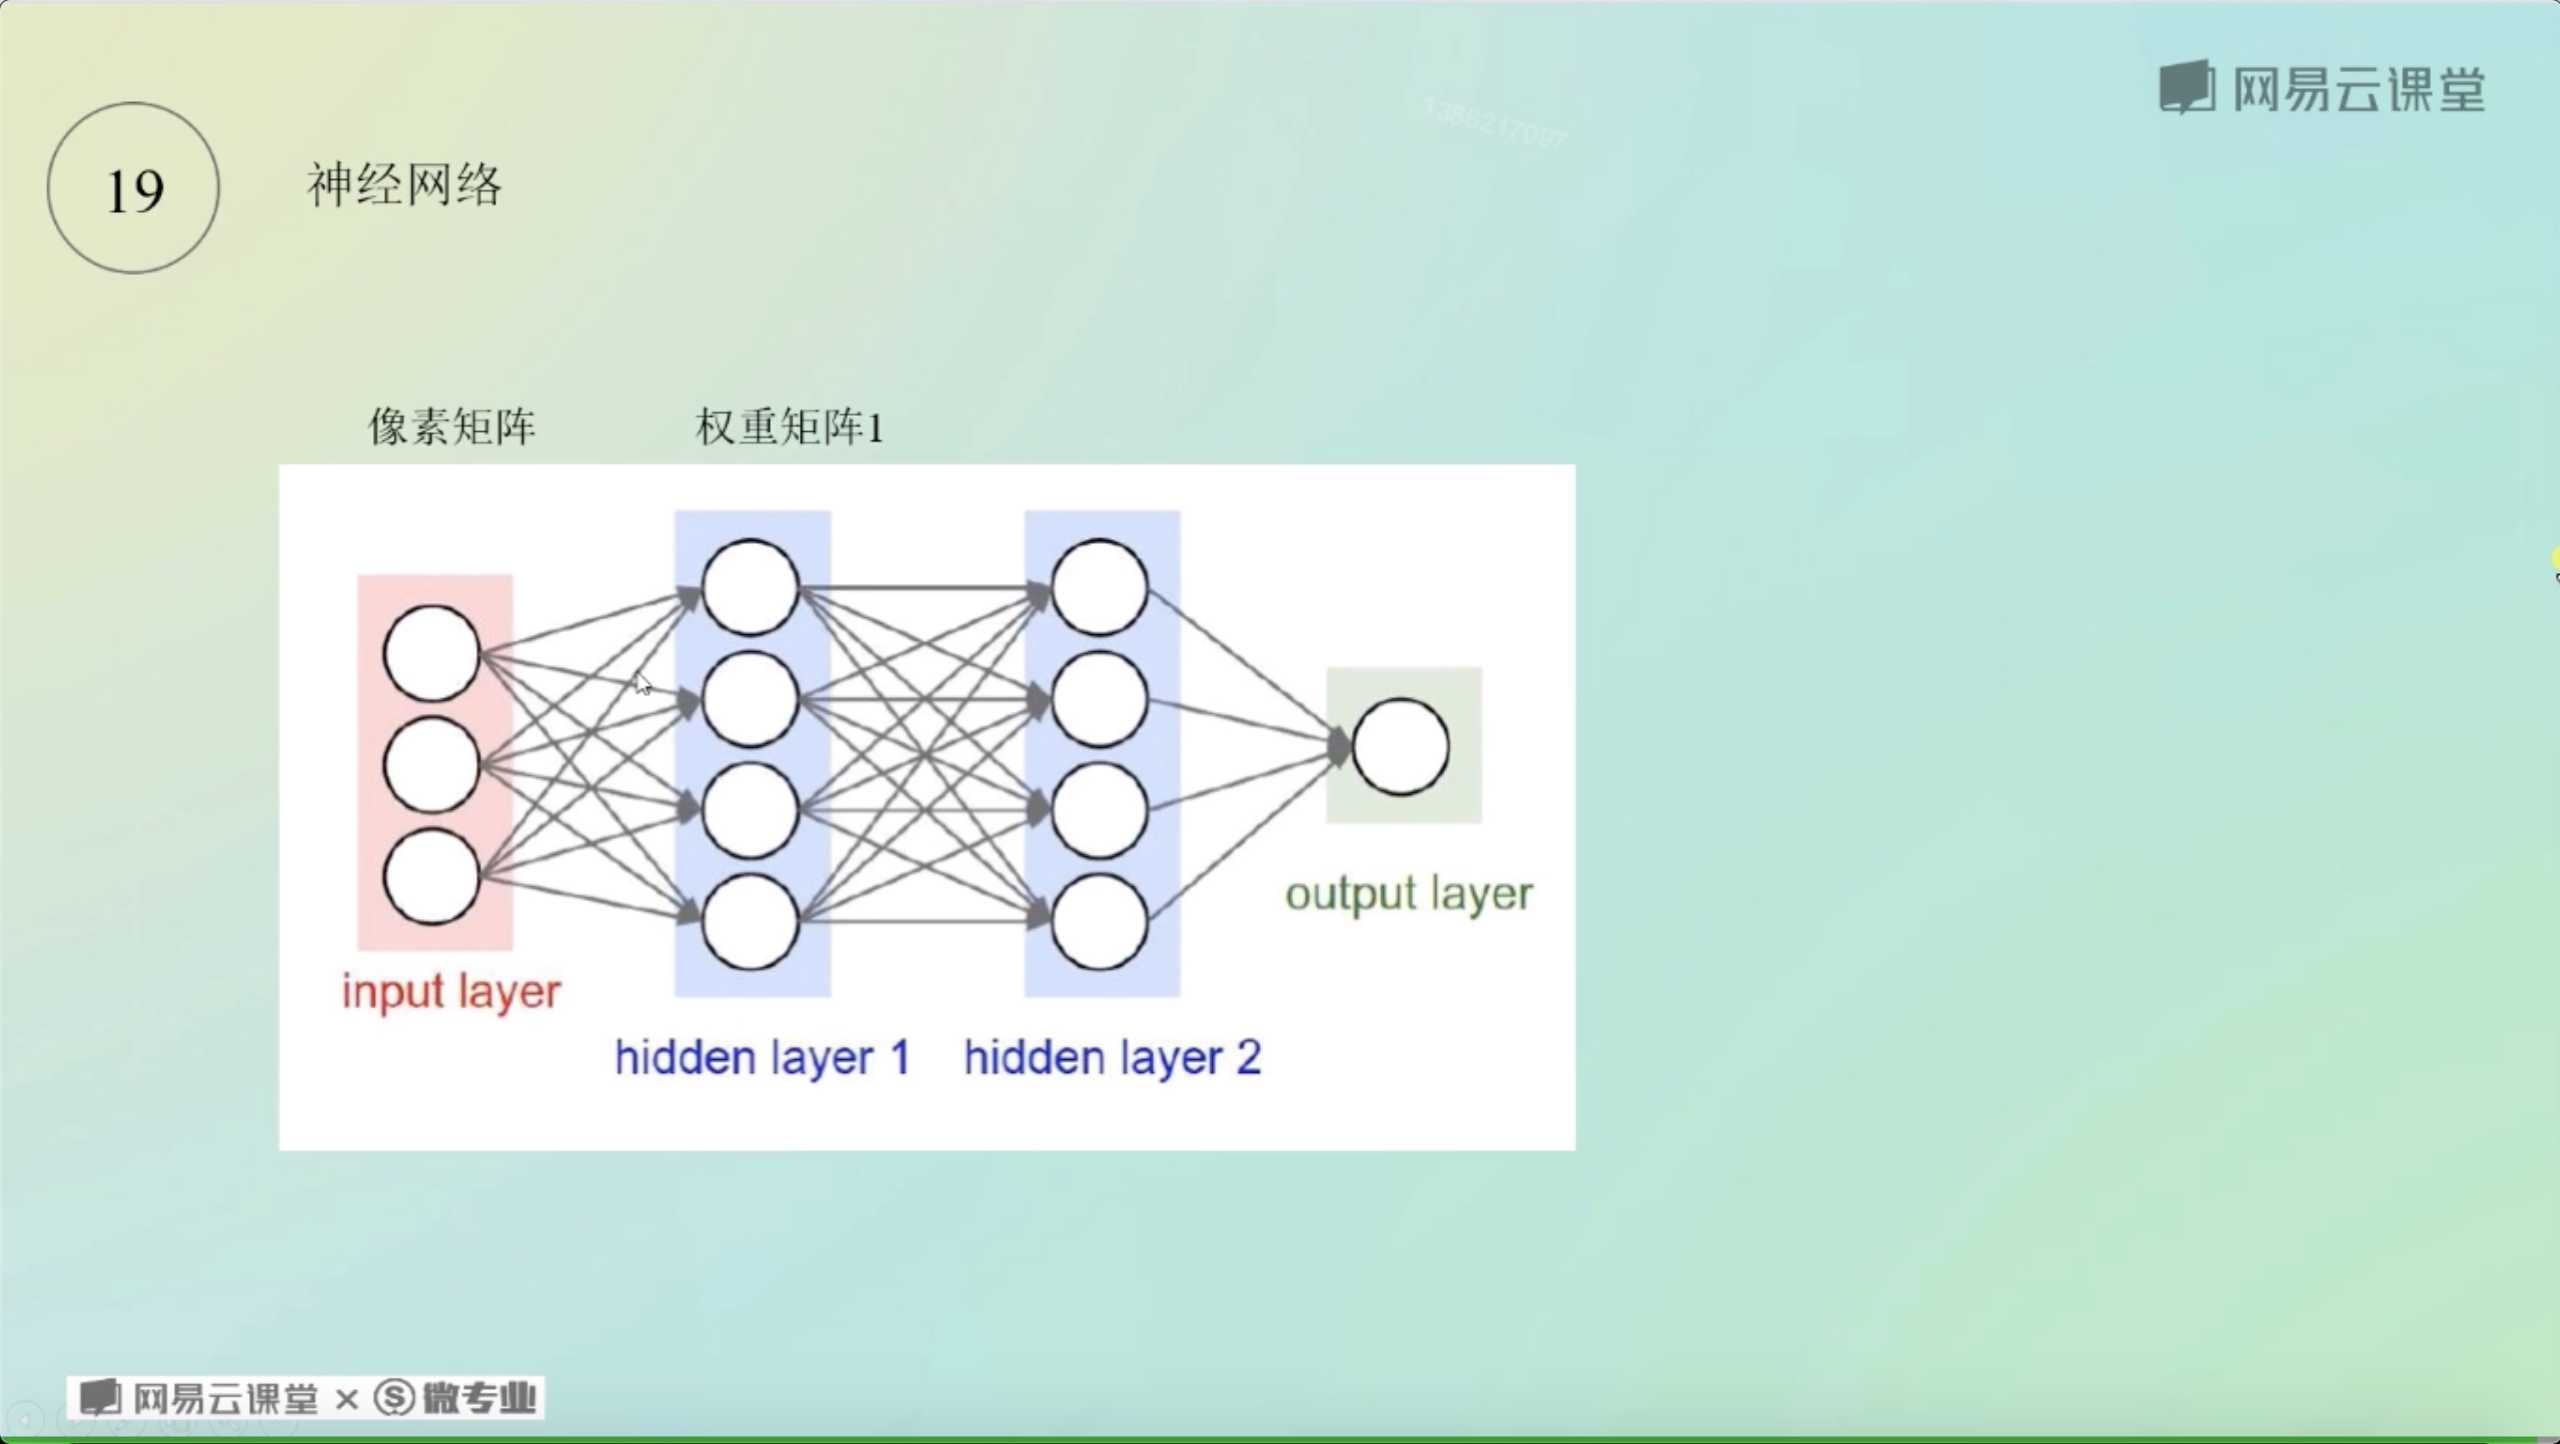 网易云课堂
1386217097
19
神经网络
像素矩阵
权重矩阵1
input layer
hidden layer 1
hidden layer 2
output layer
网易云课堂 × Ⓢ 微专业